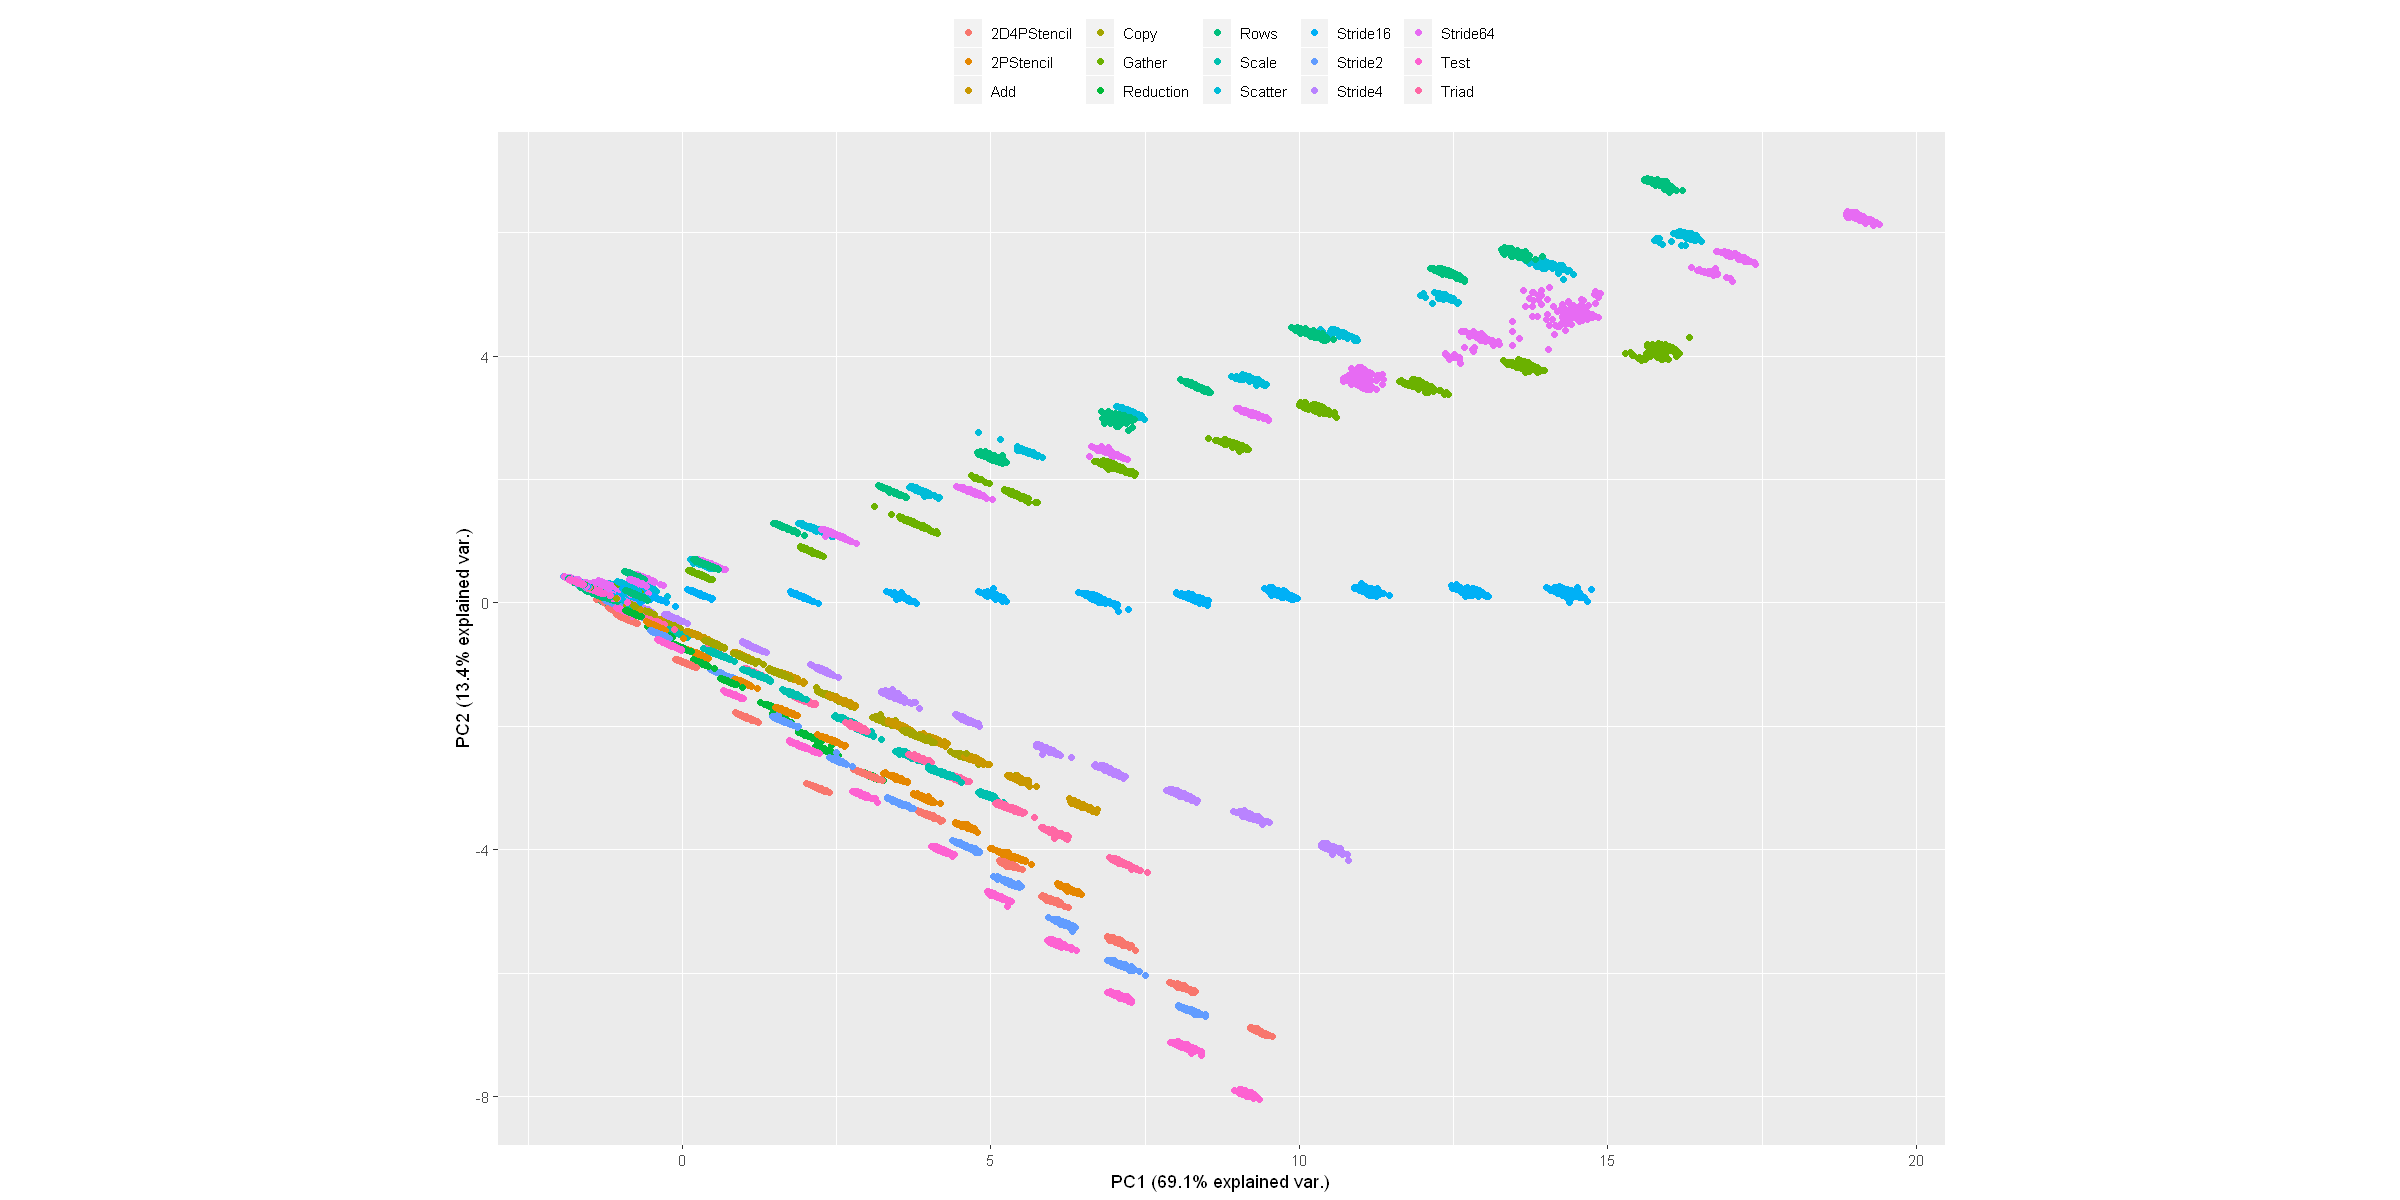 2D4PStencil Copy Rows Stride16 Stride64
2PStencil Gather Scale Stride2 Test
Add Reduction Scatter Stride4 Triad
4
0
-4
-8
PC2 (13.4% explained var.)
0 5 10 15 20
PC1 (69.1% explained var.)